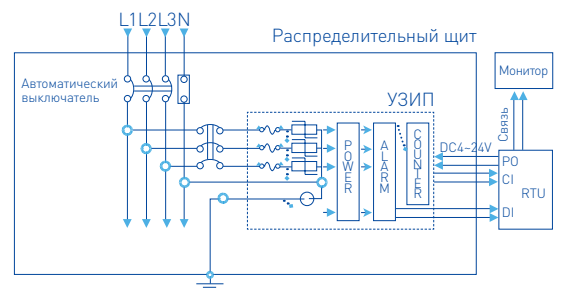 L1L2L3N
Распределительный щит
Автоматический
выключатель
УЗИП
Монитор
Связь
DC4~24V
POWER
ALARM
COUNTER
PO
CI
RTU
DI